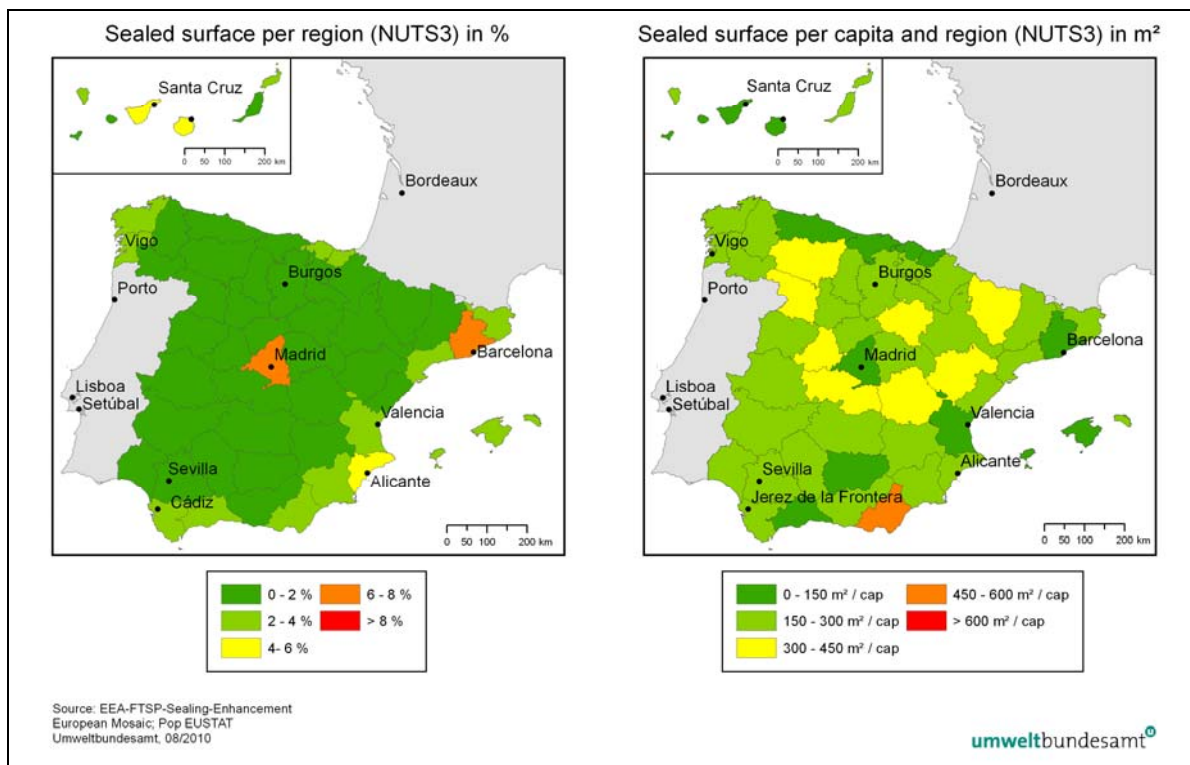 Sealed surface per region (NUTS3) in %
Santa Cruz
0 50 100 200 km
Bordeaux
Vigo
Burgos
Porto
Madrid
Barcelona
Lisboa
Setúbal
Valencia
Sevilla
Alicante
Cádiz
0 50 100 200 km
0 - 2 %
6 - 8 %
2 - 4 %
> 8 %
4- 6 %
Sealed surface per capita and region (NUTS3) in m²
Santa Cruz
0 50 100 200 km
Bordeaux
Vigo
Burgos
Porto
Madrid
Barcelona
Lisboa
Setúbal
Valencia
Sevilla
Alicante
Jerez de la Frontera
0 50 100 200 km
0 - 150 m² / cap
450 - 600 m² / cap
150 - 300 m² / cap
> 600 m² / cap
300 - 450 m² / cap
Source: EEA-FTSP-Sealing-Enhancement
European Mosaic; Pop EUSTAT
Umweltbundesamt, 08/2010
umweltbundesamt